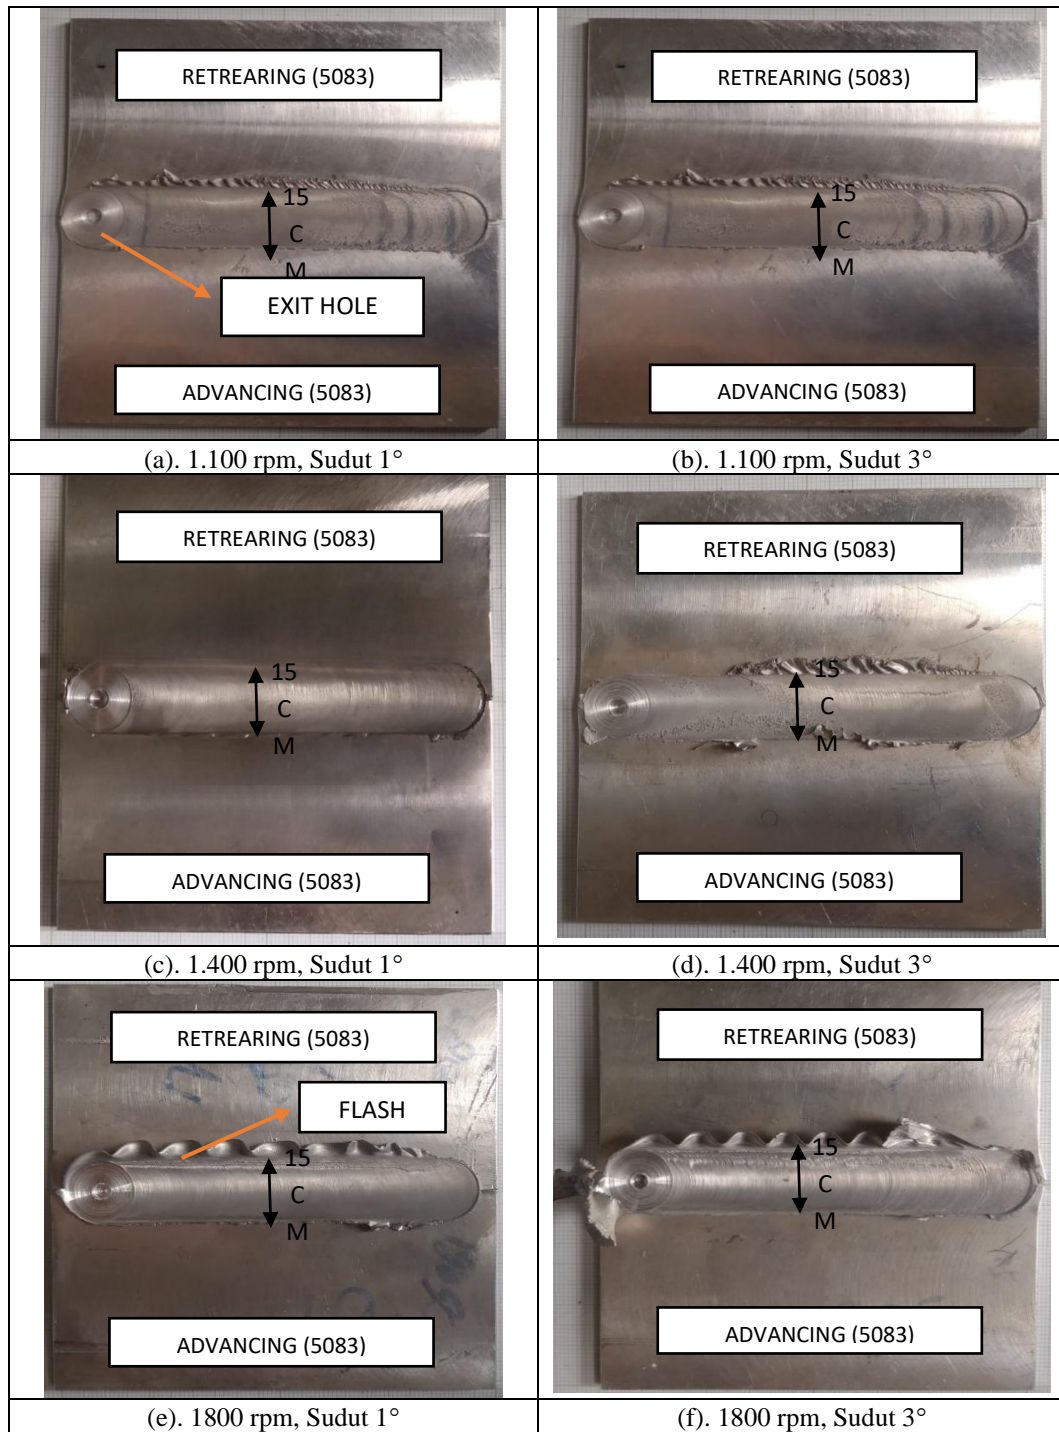 RETREARING (5083)
15
C
M
EXIT HOLE
ADVANCING (5083)
(a). 1.100 rpm, Sudut 1°
RETREARING (5083)
15
C
M
ADVANCING (5083)
(b). 1.100 rpm, Sudut 3°
RETREARING (5083)
15
C
M
ADVANCING (5083)
(c). 1.400 rpm, Sudut 1°
RETREARING (5083)
15
C
M
ADVANCING (5083)
(d). 1.400 rpm, Sudut 3°
RETREARING (5083)
FLASH
15
C
M
ADVANCING (5083)
(e). 1800 rpm, Sudut 1°
RETREARING (5083)
15
C
M
ADVANCING (5083)
(f). 1800 rpm, Sudut 3°